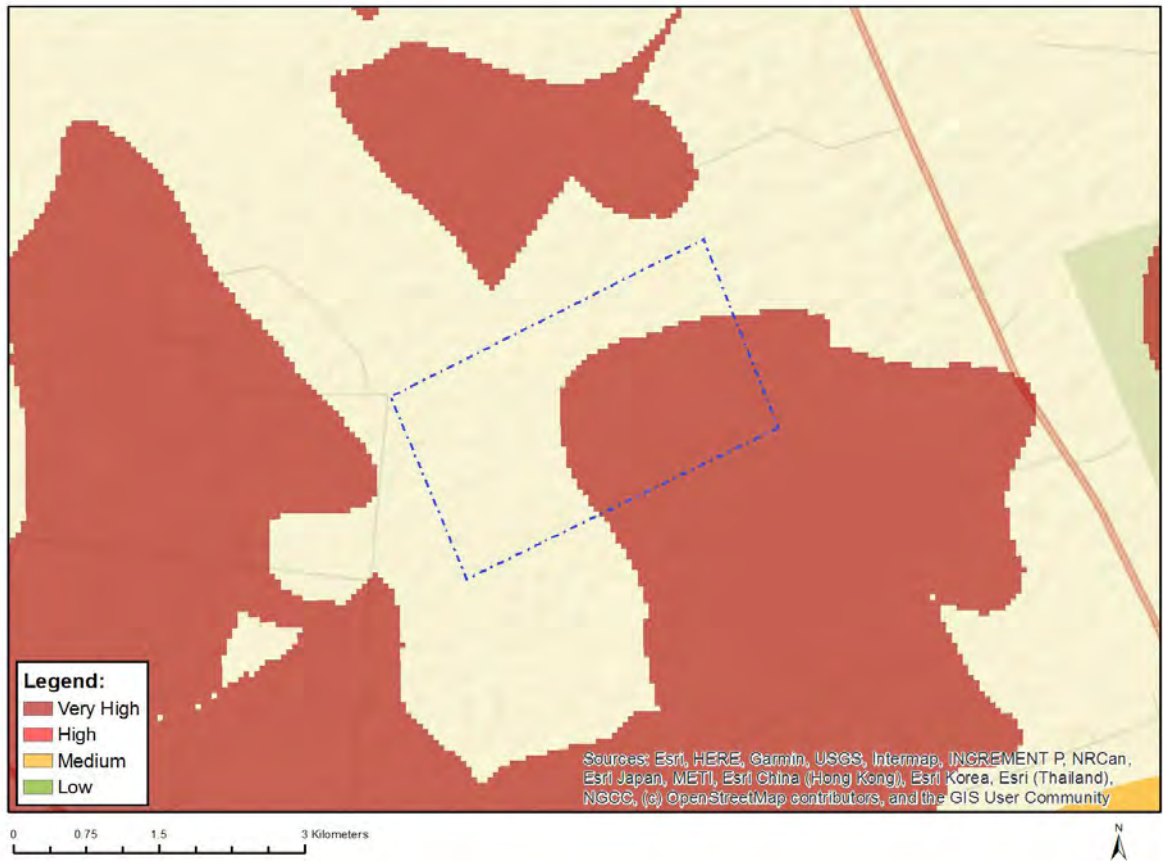 Legend:
Very High
High
Medium
Low
Sources: Esri, HERE, Garmin, USGS, Intermap, INCREMENT P, NRCan,
Esri Japan, METI, Esri China (Hong Kong), Esri Korea, Esri (Thailand),
NGCC, (c) OpenStreetMap contributors, and the GIS User Community
0 0.75 1.5 3 Kilometers
N